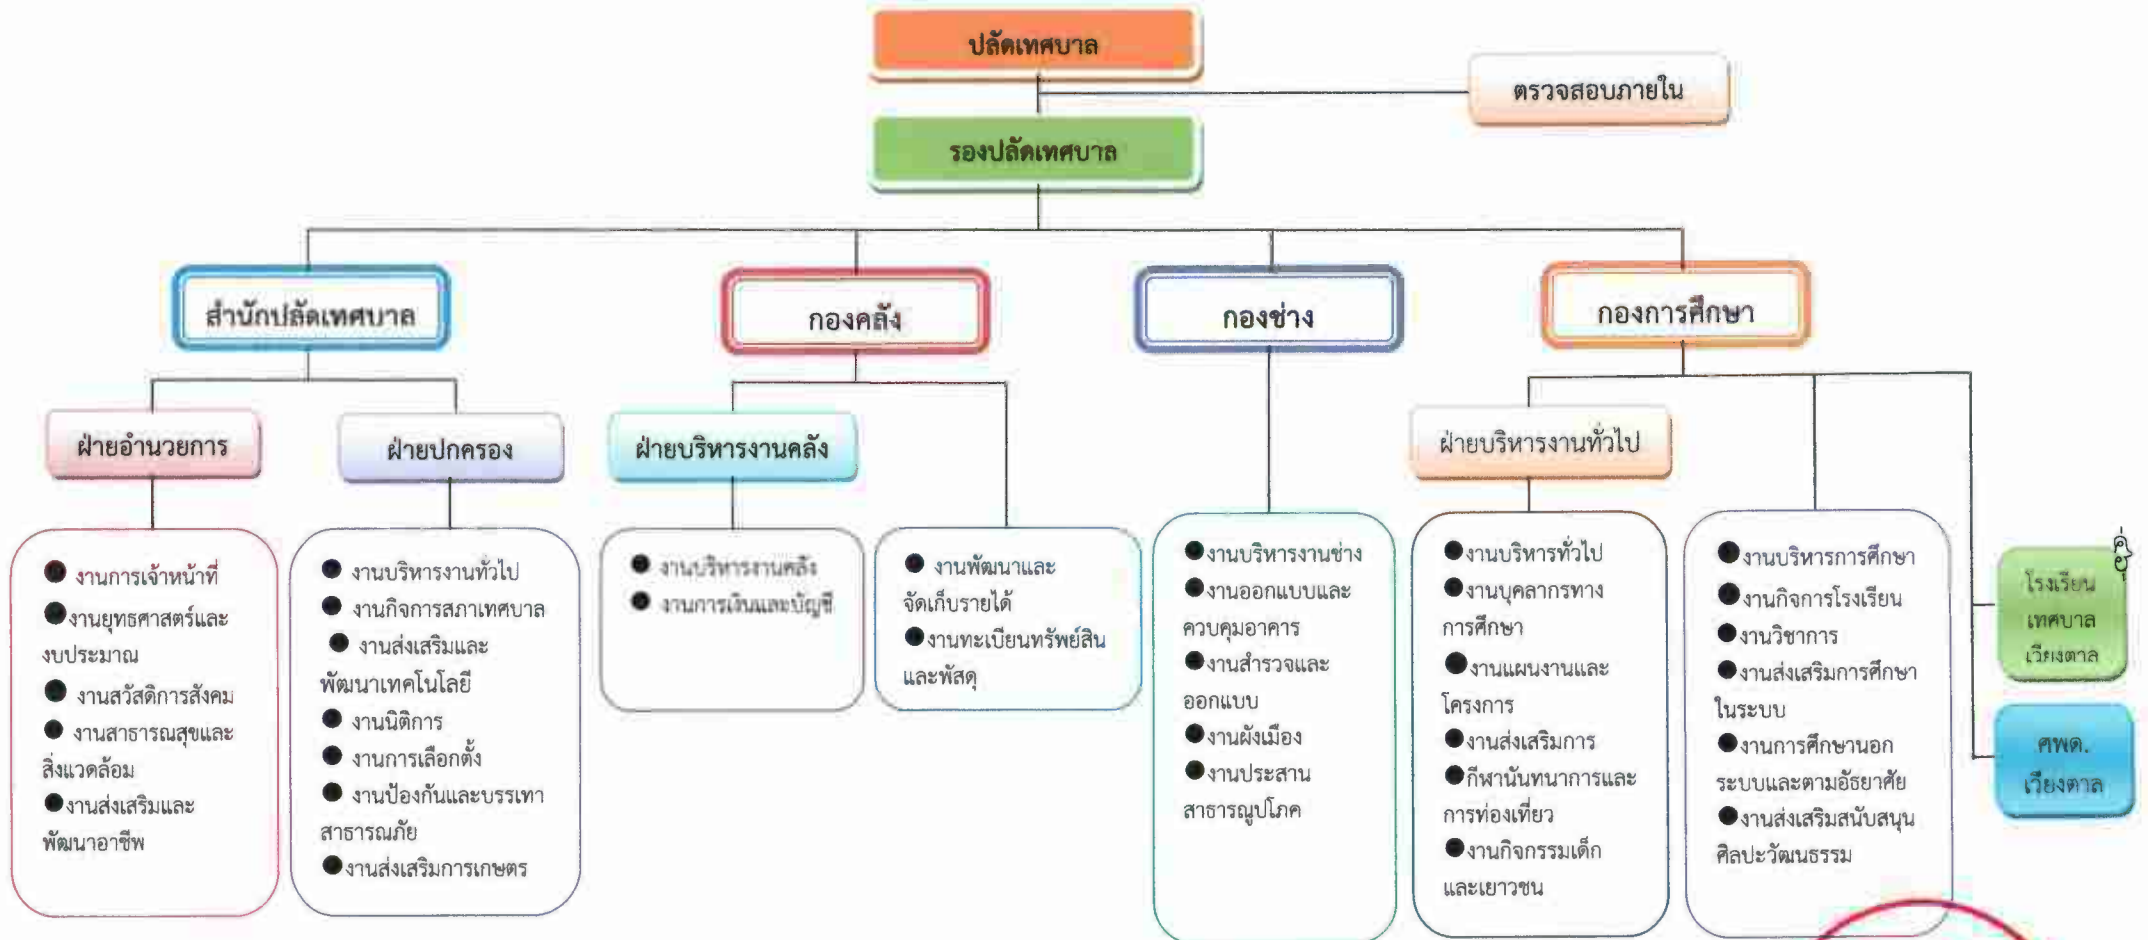 ปลัดเทศบาล
ตรวจสอบภายใน
รองปลัดเทศบาล
สำนักปลัดเทศบาล
กองคลัง
กองช่าง
กองการศึกษา
ฝ่ายอำนวยการ
ฝ่ายปกครอง
ฝ่ายบริหารงานคลัง
ฝ่ายบริหารงานทั่วไป
● งานการเจ้าหน้าที่
●งานยุทธศาสตร์และ
งบประมาณ
● งานสวัสดิการสังคม
● งานสาธารณสุขและ
สิ่งแวดล้อม
●งานส่งเสริมและ
พัฒนาอาชีพ
● งานบริหารงานทั่วไป
● งานกิจการสภาเทศบาล
● งานส่งเสริมและ
พัฒนาเทคโนโลยี
● งานนิติการ
● งานการเลือกตั้ง
● งานป้องกันและบรรเทา
สาธารณภัย
●งานส่งเสริมการเกษตร
● งานบริหารงานคลัง
● งานการเงินและบัญชี
● งานพัฒนาและ
จัดเก็บรายได้
●งานทะเบียนทรัพย์สิน
และพัสดุ
●งานบริหารงานช่าง
●งานออกแบบและ
ควบคุมอาคาร
●งานสำรวจและ
ออกแบบ
●งานผังเมือง
●งานประสาน
สาธารณูปโภค
●งานบริหารทั่วไป
●งานบุคลากรทาง
การศึกษา
●งานแผนงานและ
โครงการ
●งานส่งเสริมการ
●กีฬานันทนาการและ
การท่องเที่ยว
●งานกิจกรรมเด็ก
และเยาวชน
●งานบริหารการศึกษา
●งานกิจการโรงเรียน
●งานวิชาการ
●งานส่งเสริมการศึกษา
ในระบบ
●งานการศึกษานอก
ระบบและตามอัธยาศัย
●งานส่งเสริมสนับสนุน
ศิลปะวัฒนธรรม
โรงเรียน
เทศบาล
เวียงตาล
ศพด.
เวียงตาล